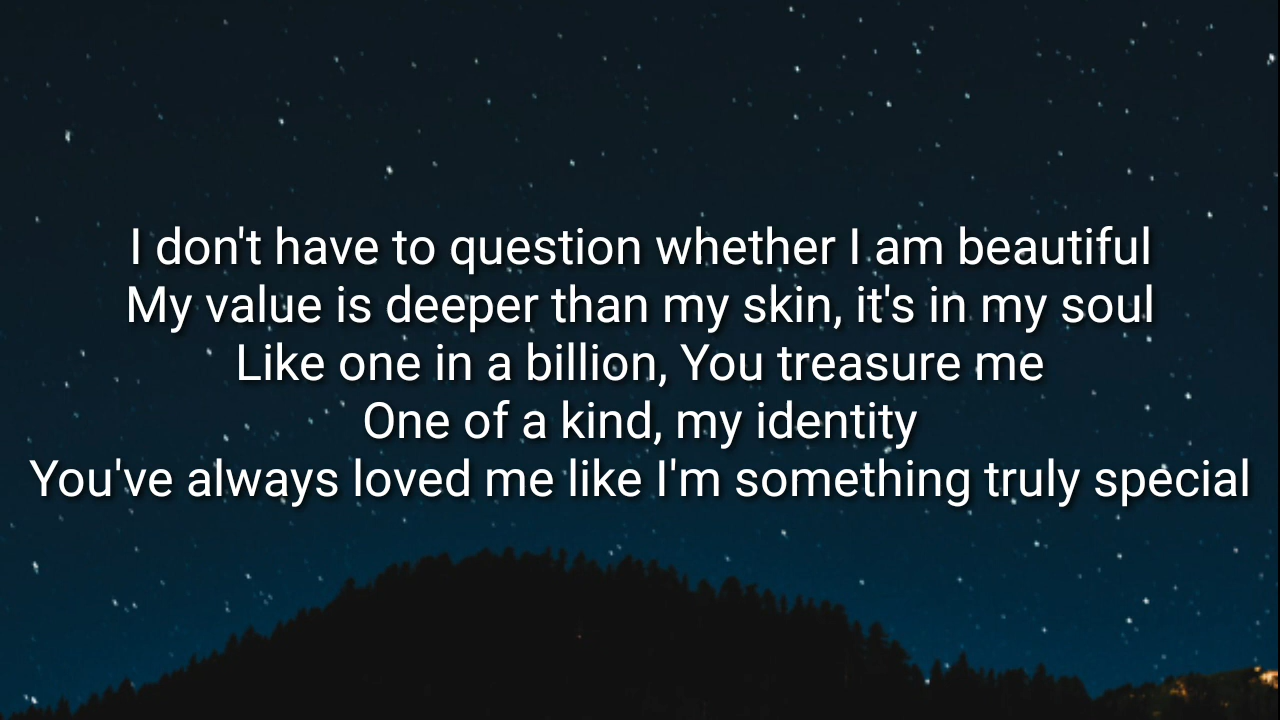 I don't have to question whether I am beautiful
My value is deeper than my skin, it's in my soul
Like one in a billion, You treasure me
One of a kind, my identity
You've always loved me like I'm something truly special